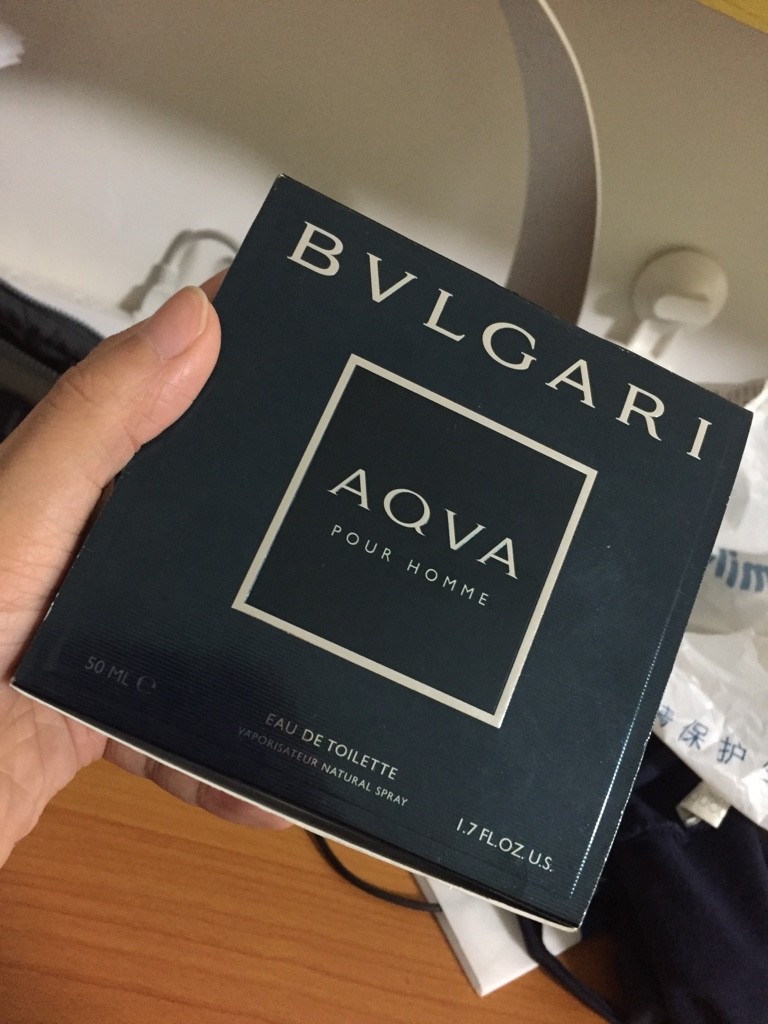 BVLGARI
AQVA
POUR HOMME
50 ML ℮
EAU DE TOILETTE
VAPORISATEUR NATURAL SPRAY
1.7 FL.OZ. U.S.
保护